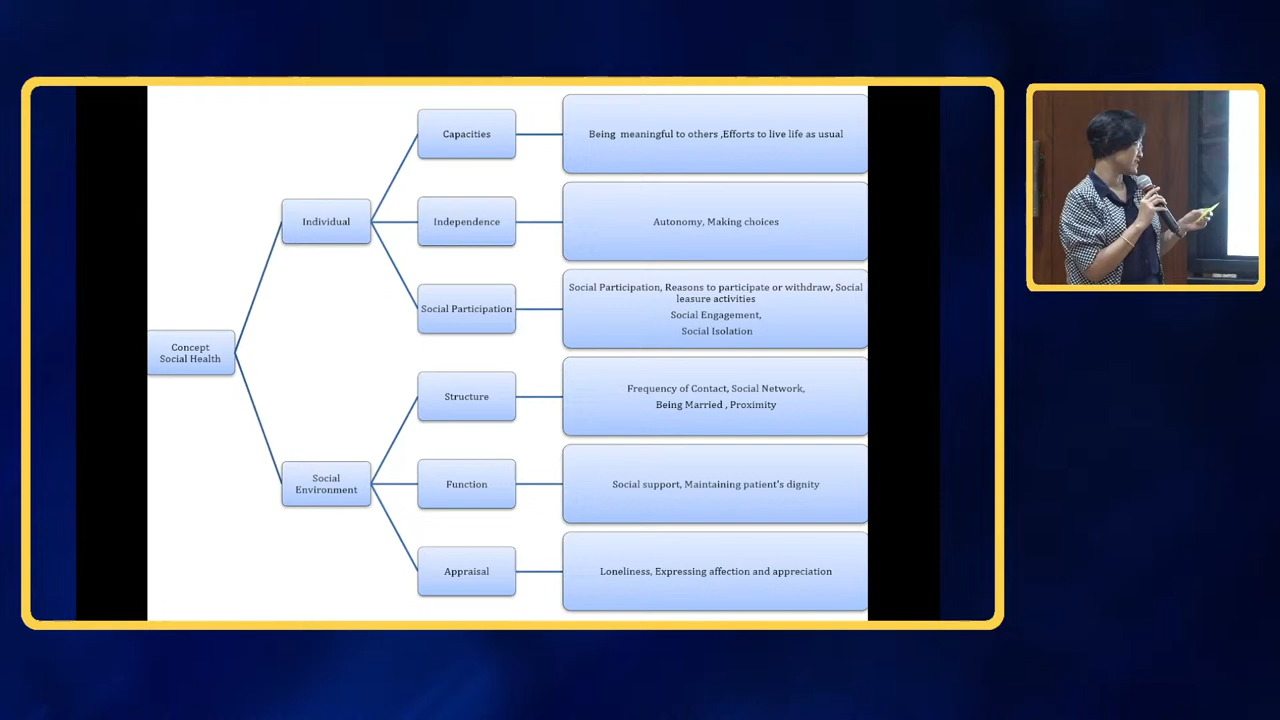 Capacities
Being meaningful to others ,Efforts to live life as usual
Individual
Independence
Autonomy, Making choices
Social Participation
Social Participation, Reasons to participate or withdraw, Social
leasure activities
Social Engagement,
Social Isolation
Concept
Social Health
Structure
Frequency of Contact, Social Network,
Being Married , Proximity
Social
Environment
Function
Social support, Maintaining patient's dignity
Appraisal
Loneliness, Expressing affection and appreciation